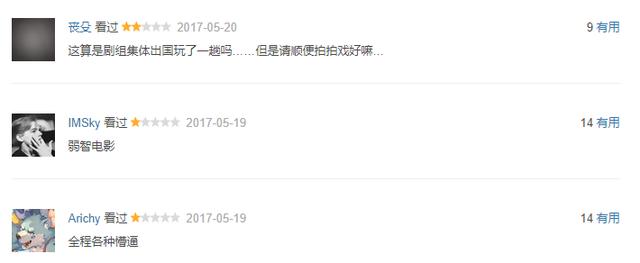 丧殳 看过 2017-05-20 9 有用
这算是剧组集体出国玩了一趟吗……但是请顺便拍拍戏好嘛...
IMSky 看过 2017-05-19 14 有用
弱智电影
Arichy 看过 2017-05-19 14 有用
全程各种懵逼